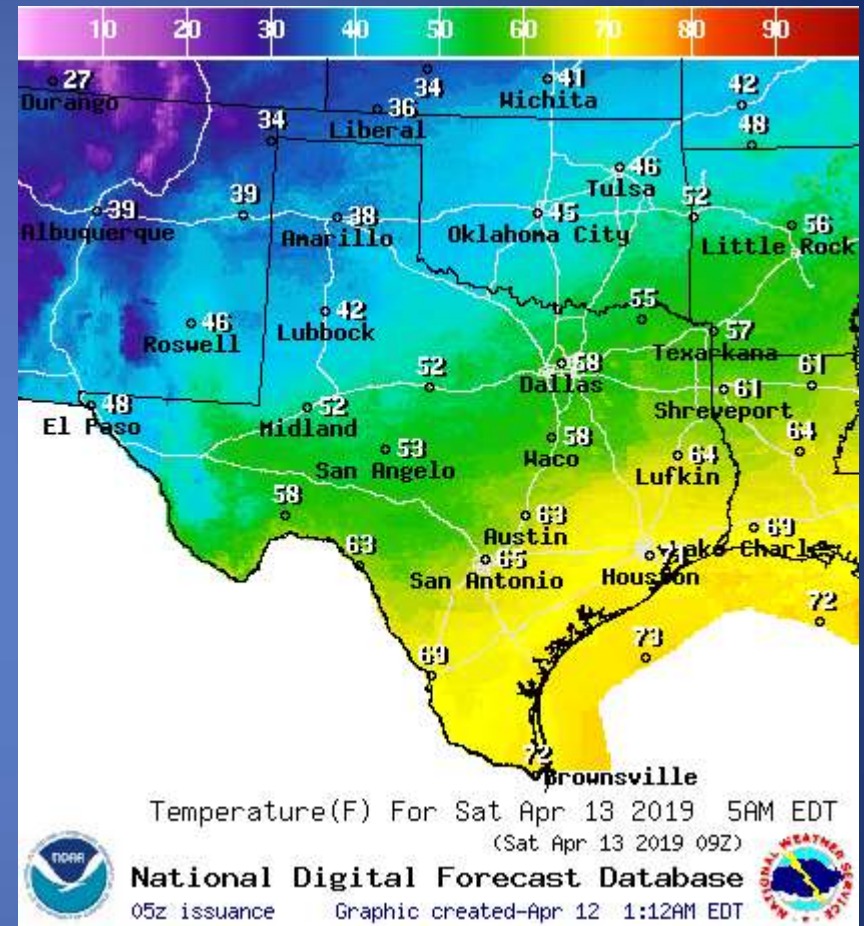 10 20 30 40 50 60 70 80 90
27
Durango
34
36
Liberal
34
41
Wichita
42
48
46
Tulsa
39
Albuquerque
39
38
Amarillo
45
Oklahoma City
52
56
Little Rock
46
Roswell
42
Lubbock
55
57
Texarkana
48
El Paso
52
Midland
52
Dallas
61
Shreveport
61
53
San Angelo
58
Waco
64
Lufkin
64
58
63
63
Austin
65
San Antonio
Houston
Lake Charles
69
69
73
72
72
Brownsville
Temperature(F) For Sat Apr 13 2019 5AM EDT
(Sat Apr 13 2019 09Z)
NOAA
National Digital Forecast Database
05z issuance Graphic created-Apr 12 1:12AM EDT
NATIONAL WEATHER SERVICE